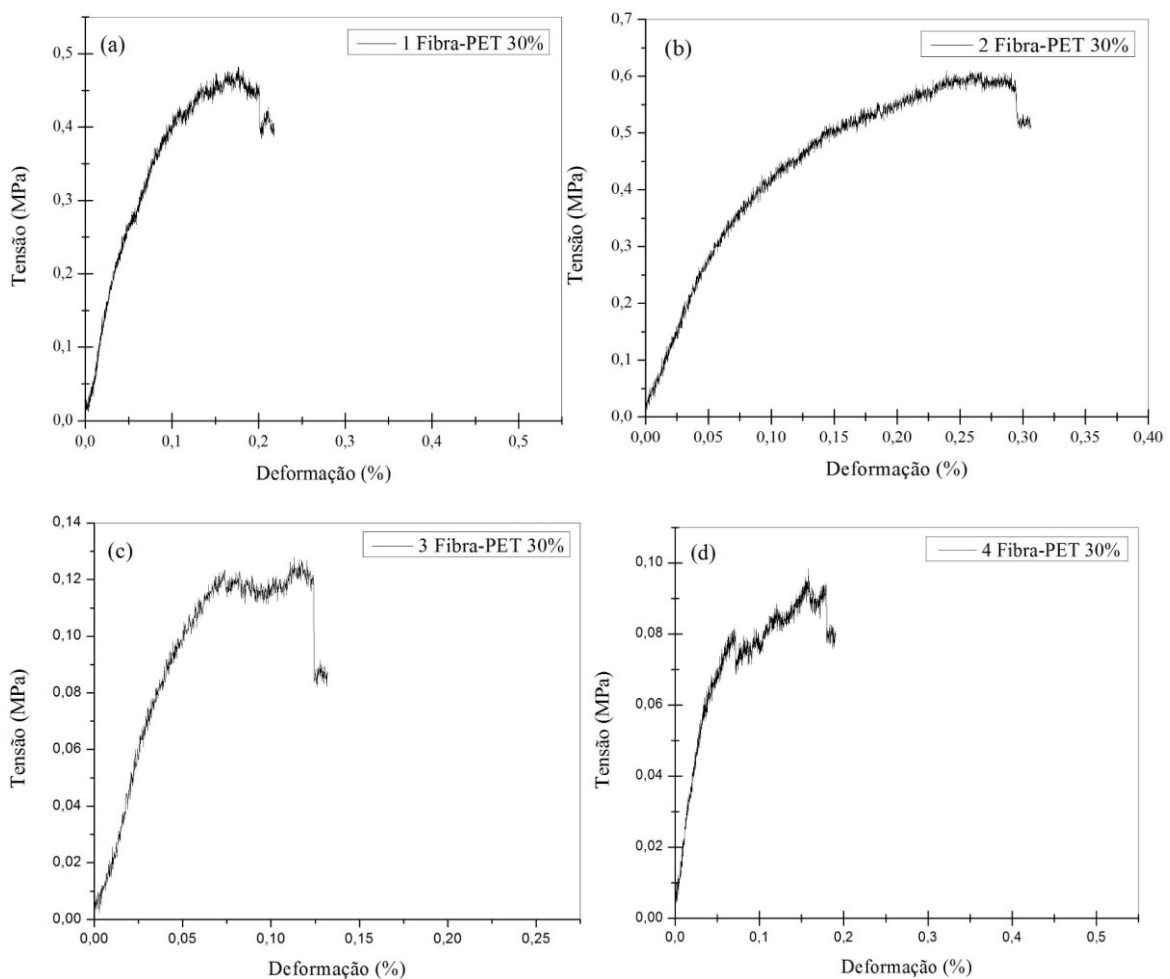 (a)
1 Fibra-PET 30%
Tensão (MPa)
0,5
0,4
0,3
0,2
0,1
0,0
0,0 0,1 0,2 0,3 0,4 0,5
Deformação (%)
(b)
2 Fibra-PET 30%
Tensão (MPa)
0,7
0,6
0,5
0,4
0,3
0,2
0,1
0,0
0,00 0,05 0,10 0,15 0,20 0,25 0,30 0,35 0,40
Deformação (%)
(c)
3 Fibra-PET 30%
Tensão (MPa)
0,14
0,12
0,10
0,08
0,06
0,04
0,02
0,00
0,00 0,05 0,10 0,15 0,20 0,25
Deformação (%)
(d)
4 Fibra-PET 30%
Tensão (MPa)
0,10
0,08
0,06
0,04
0,02
0,00
0,0 0,1 0,2 0,3 0,4 0,5
Deformação (%)